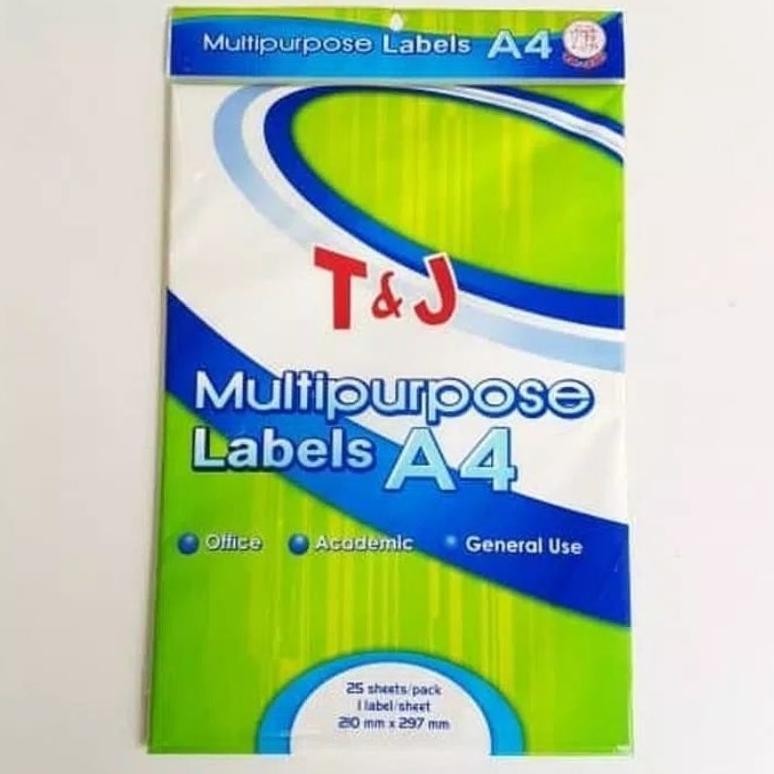 Multipurpose Labels A4
T & J
Multipurpose
Labels A4
Office Academic General Use
25 sheets/pack
1 label/sheet
210 mm x 297 mm